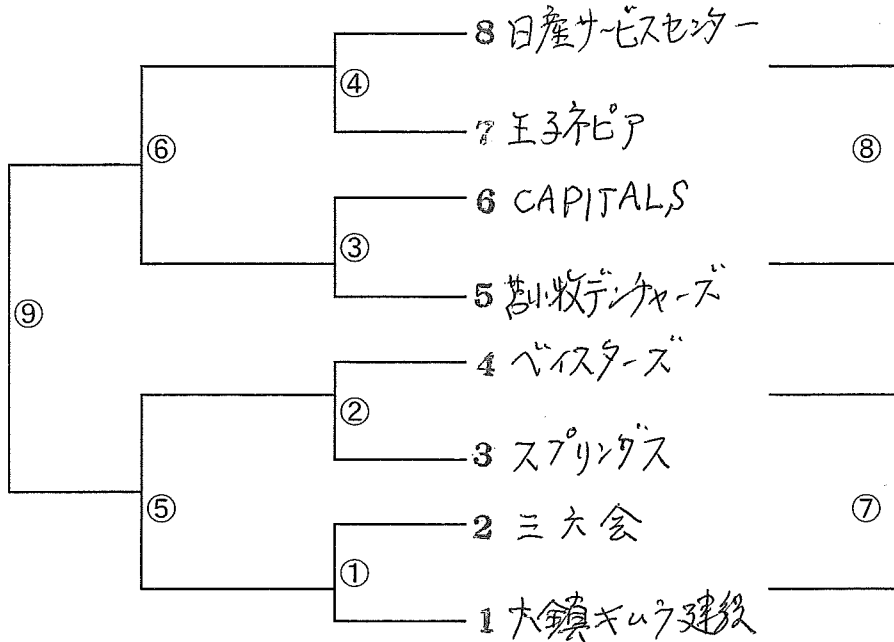 8 日産サービスセンター
④
7 王子ネピア
⑥
⑧
6 CAPITALS
③
5 苫小牧デンチャーズ
⑨
4 ベイスターズ
②
3 スプリングス
⑤
⑦
2 三六会
①
1 大鎮キムラ建設